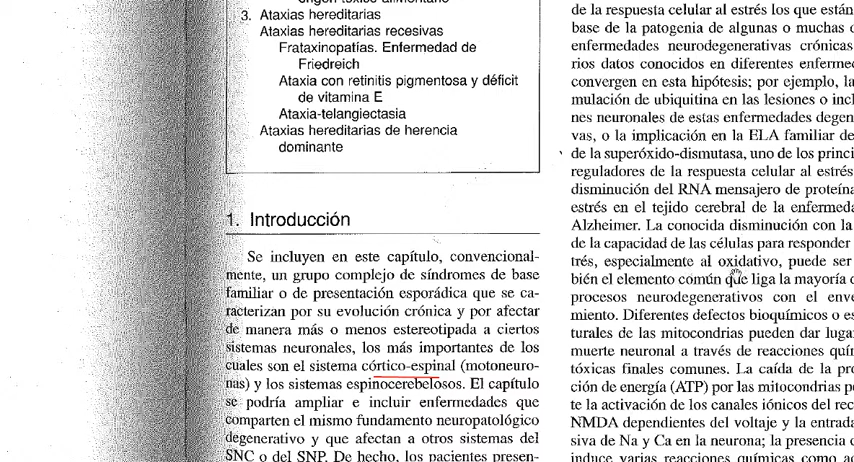 3. Ataxias hereditarias
Ataxias hereditarias recesivas
Frataxinopatías. Enfermedad de
Friedreich
Ataxia con retinitis pigmentosa y déficit
de vitamina E
Ataxia-telangiectasia
Ataxias hereditarias de herencia
dominante
1. Introducción
Se incluyen en este capítulo, convencional-
mente, un grupo complejo de síndromes de base
familiar o de presentación esporádica que se ca-
racterizan por su evolución crónica y por afectar
de manera más o menos estereotipada a ciertos
sistemas neuronales, los más importantes de los
cuales son el sistema córtico-espinal (motoneuro-
nas) y los sistemas espinocerebelosos. El capítulo
se podría ampliar e incluir enfermedades que
comparten el mismo fundamento neuropatológico
degenerativo y que afectan a otros sistemas del
SNC o del SNP. De hecho, los pacientes presen-
de la respuesta celular al estrés los que están
base de la patogenia de algunas o muchas
enfermedades neurodegenerativas crónicas
rios datos conocidos en diferentes enferme
convergen en esta hipótesis; por ejemplo, la
mulación de ubiquitina en las lesiones o incl
nes neuronales de estas enfermedades degen
vas, o la implicación en la ELA familiar de
de la superóxido-dismutasa, uno de los princi
reguladores de la respuesta celular al estrés
disminución del RNA mensajero de proteína
estrés en el tejido cerebral de la enfermeda
Alzheimer. La conocida disminución con la
de la capacidad de las células para responder
trés, especialmente al oxidativo, puede ser
bién el elemento común que liga la mayoría
procesos neurodegenerativos con el enve
miento. Diferentes defectos bioquímicos o es
turales de las mitocondrias pueden dar luga
muerte neuronal a través de reacciones quím
tóxicas finales comunes. La caída de la pro
ción de energía (ATP) por las mitocondrias p
te la activación de los canales iónicos del rec
NMDA dependientes del voltaje y la entrada
siva de Na y Ca en la neurona; la presencia
induce varias reacciones químicas como